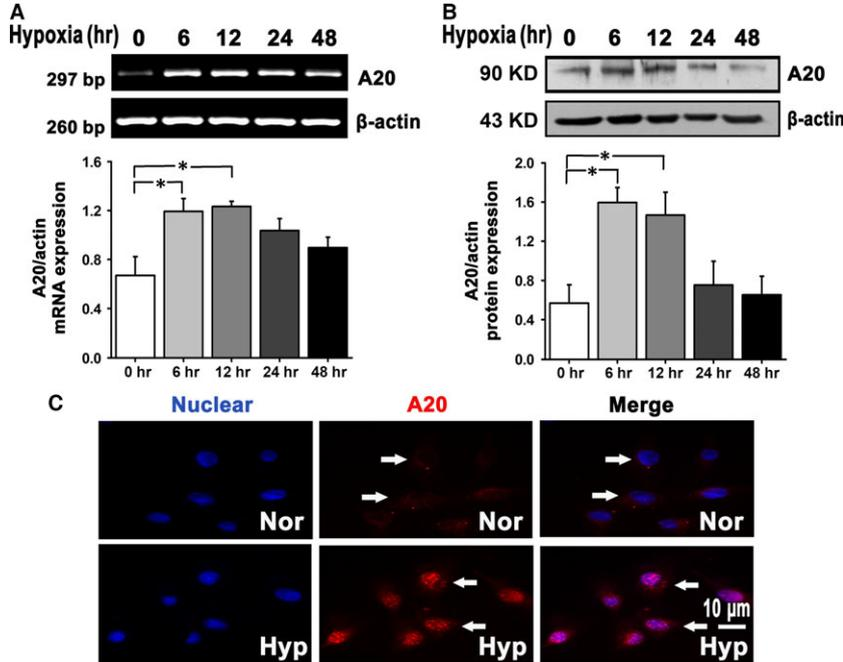 A
Hypoxia (hr) 0 6 12 24 48
297 bp A20
260 bp β-actin
1.6
1.2
0.8
0.4
0.0
A20/actin
mRNA expression
* *
0 hr 6 hr 12 hr 24 hr 48 hr
B
Hypoxia (hr) 0 6 12 24 48
90 KD A20
43 KD β-actin
2.0
1.6
1.2
0.8
0.4
0.0
A20/actin
protein expression
* *
0 hr 6 hr 12 hr 24 hr 48 hr
C
Nuclear A20 Merge
Nor Nor Nor
10 µm
Hyp Hyp Hyp